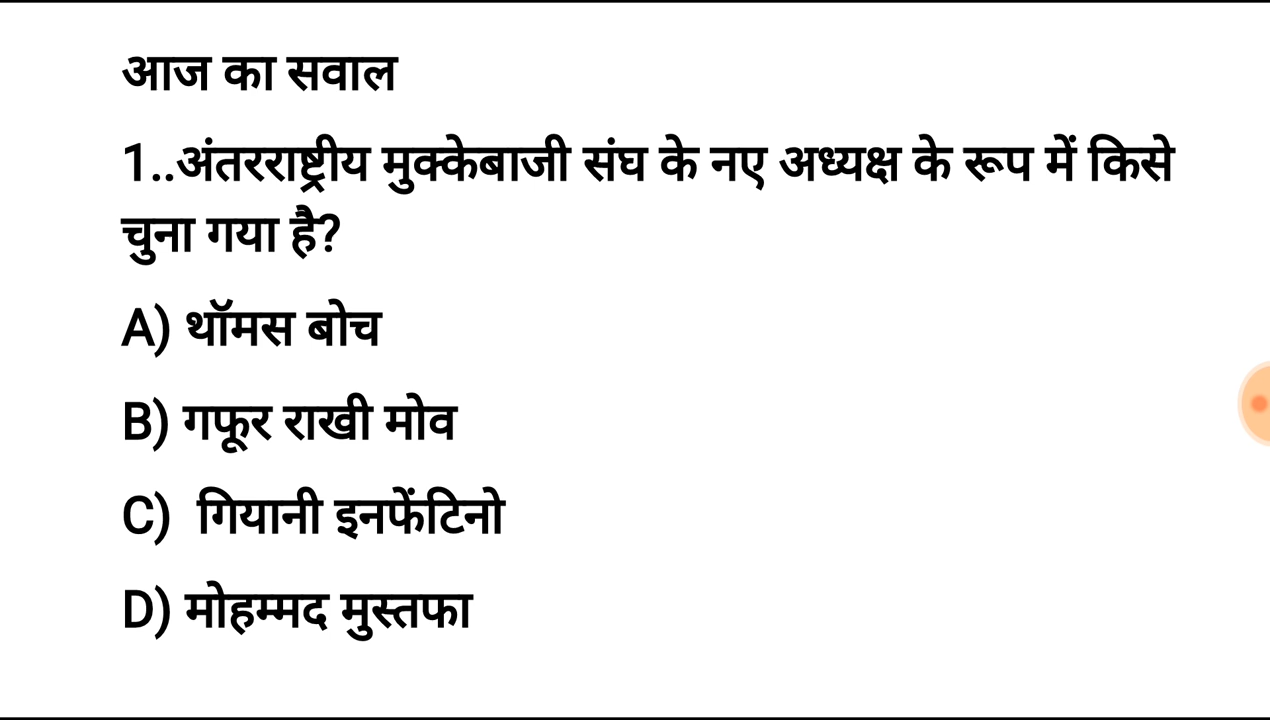 आज का सवाल
1..अंतरराष्ट्रीय मुक्केबाजी संघ के नए अध्यक्ष के रूप में किसे
चुना गया है?
A) थॉमस बोच
B) गफूर राखी मोव
C) गियानी इनफेंटिनो
D) मोहम्मद मुस्तफा